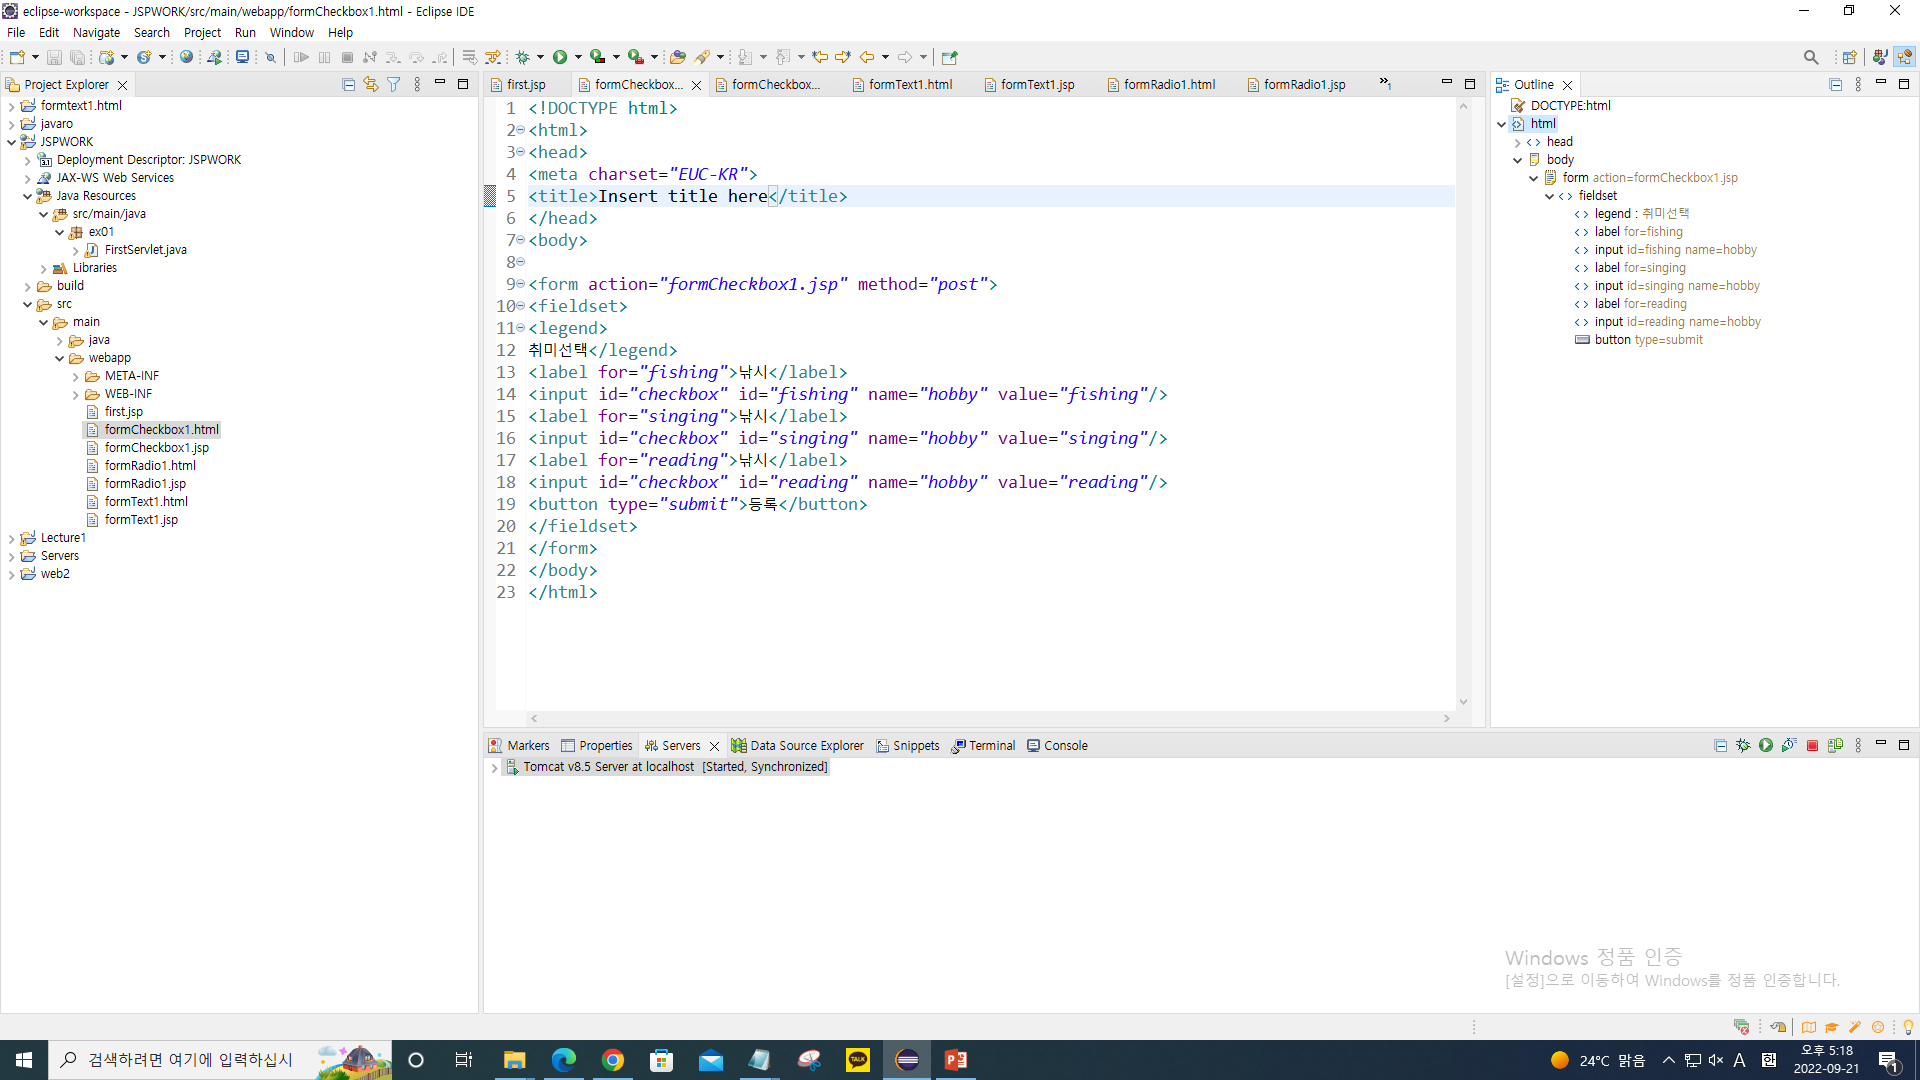 eclipse-workspace - JSPWORK/src/main/webapp/formCheckbox1.html - Eclipse IDE
File Edit Navigate Search Project Run Window Help
Project Explorer
formtext1.html
javaro
JSPWORK
Deployment Descriptor: JSPWORK
JAX-WS Web Services
Java Resources
src/main/java
ex01
FirstServlet.java
Libraries
build
src
main
java
webapp
META-INF
WEB-INF
first.jsp
formCheckbox1.html
formCheckbox1.jsp
formRadio1.html
formRadio1.jsp
formText1.html
formText1.jsp
Lecture1
Servers
web2
first.jsp formCheckbox... formCheckbox... formText1.html formText1.jsp formRadio1.html formRadio1.jsp »1
1 <!DOCTYPE html>
2 <html>
3 <head>
4 <meta charset="EUC-KR">
5 <title>Insert title here</title>
6 </head>
7 <body>
8
9 <form action="formCheckbox1.jsp" method="post">
10 <fieldset>
11 <legend>
12 취미선택</legend>
13 <label for="fishing">낚시</label>
14 <input id="checkbox" id="fishing" name="hobby" value="fishing"/>
15 <label for="singing">낚시</label>
16 <input id="checkbox" id="singing" name="hobby" value="singing"/>
17 <label for="reading">낚시</label>
18 <input id="checkbox" id="reading" name="hobby" value="reading"/>
19 <button type="submit">등록</button>
20 </fieldset>
21 </form>
22 </body>
23 </html>
Outline
DOCTYPE:html
html
head
body
form action=formCheckbox1.jsp
fieldset
legend : 취미선택
label for=fishing
input id=fishing name=hobby
label for=singing
input id=singing name=hobby
label for=reading
input id=reading name=hobby
button type=submit
Markers Properties Servers Data Source Explorer Snippets Terminal Console
Tomcat v8.5 Server at localhost [Started, Synchronized]
Windows 정품 인증
[설정]으로 이동하여 Windows를 정품 인증합니다.
검색하려면 여기에 입력하십시
TALK
24°C 맑음
A
한
오후 5:18
2022-09-21
1